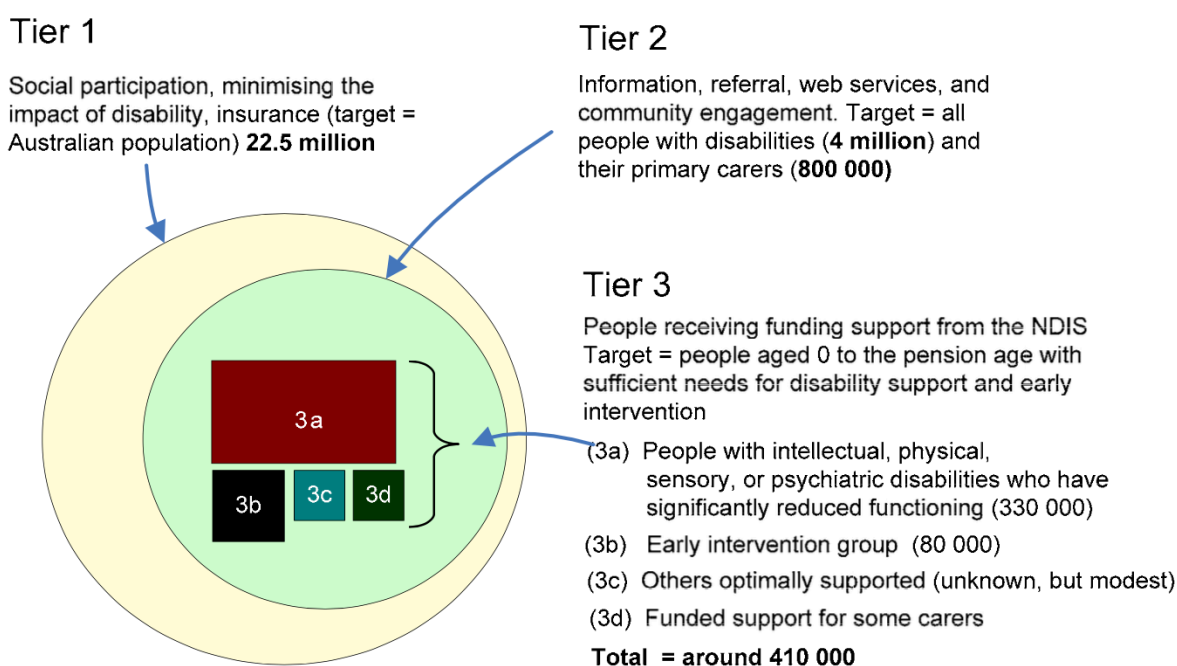 Tier 1
Social participation, minimising the
impact of disability, insurance (target =
Australian population) 22.5 million
Tier 2
Information, referral, web services, and
community engagement. Target = all
people with disabilities (4 million) and
their primary carers (800 000)
Tier 3
People receiving funding support from the NDIS
Target = people aged 0 to the pension age with
sufficient needs for disability support and early
intervention
(3a) People with intellectual, physical,
sensory, or psychiatric disabilities who have
significantly reduced functioning (330 000)
(3b) Early intervention group (80 000)
(3c) Others optimally supported (unknown, but modest)
(3d) Funded support for some carers
Total = around 410 000
3a
3b
3c
3d